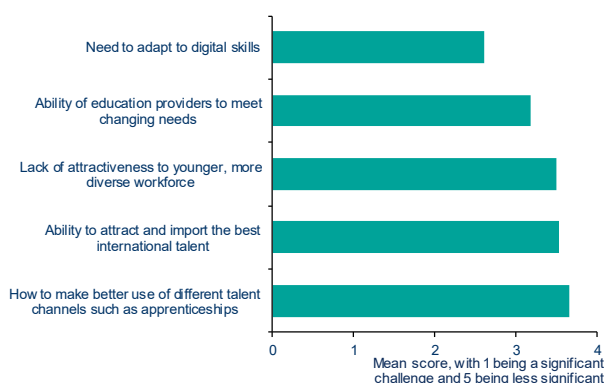 Need to adapt to digital skills
Ability of education providers to meet
changing needs
Lack of attractiveness to younger, more
diverse workforce
Ability to attract and import the best
international talent
How to make better use of different talent
channels such as apprenticeships
0 1 2 3 4
Mean score, with 1 being a significant
challenge and 5 being less significant